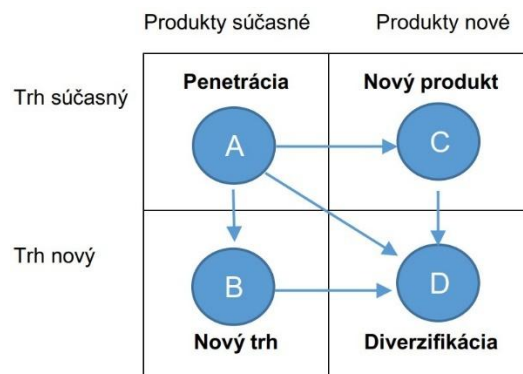 Produkty súčasné Produkty nové
Penetrácia Nový produkt
Trh súčasný
A C
Trh nový
B D
Nový trh Diverzifikácia